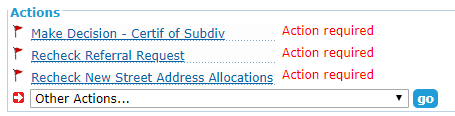 Actions
Make Decision - Certif of Subdiv Action required
Recheck Referral Request Action required
Recheck New Street Address Allocations Action required
Other Actions... go